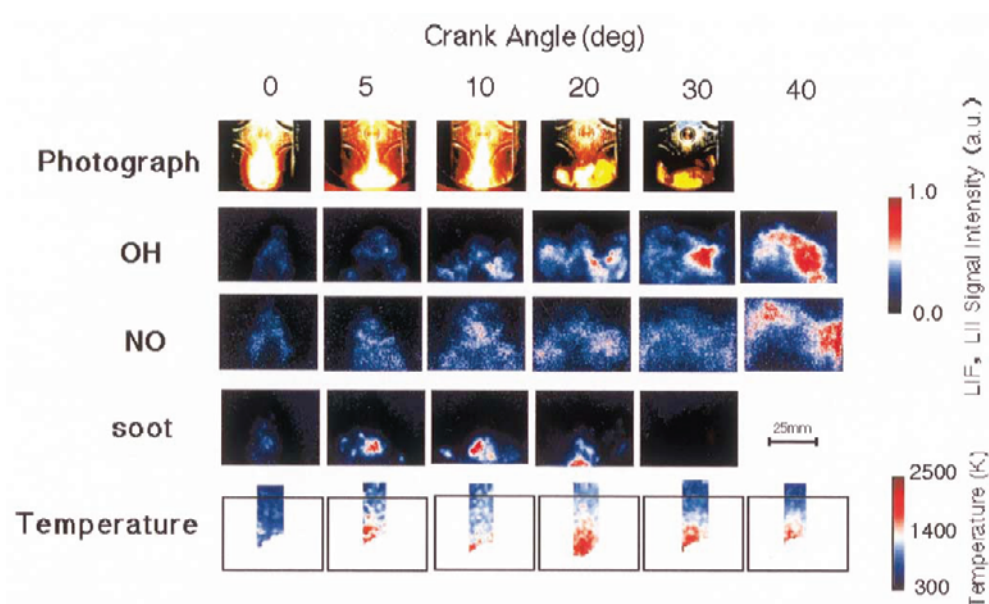 Crank Angle (deg)
0 5 10 20 30 40
Photograph
OH
NO
soot
Temperature
1.0
0.0
LIF, LII Signal Intensity (a.u.)
25mm
2500
1400
300
Temperature (K)